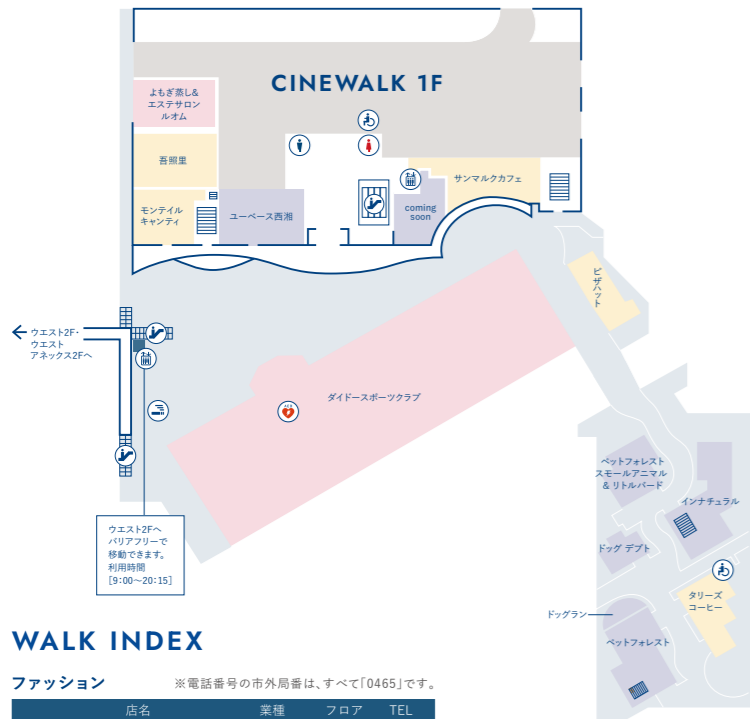 CINEWALK 1F
よもぎ蒸し&
エステサロン
ルオム
吾照里
モンテイル
キャンティ
ユーベース西湘
coming
soon
サンマルクカフェ
ピザハット
ウエスト2F・
ウエスト
アネックス2Fへ
ダイドースポーツクラブ
ペットフォレスト
スモールアニマル
& リトルバード
インナチュラル
ドッグ デプト
タリーズ
コーヒー
ドッグラン
ペットフォレスト
ウエスト2Fへ
バリアフリーで
移動できます。
利用時間
[9:00〜20:15]
WALK INDEX
ファッション ※電話番号の市外局番は、すべて「0465」です。
店名 業種 フロア TEL